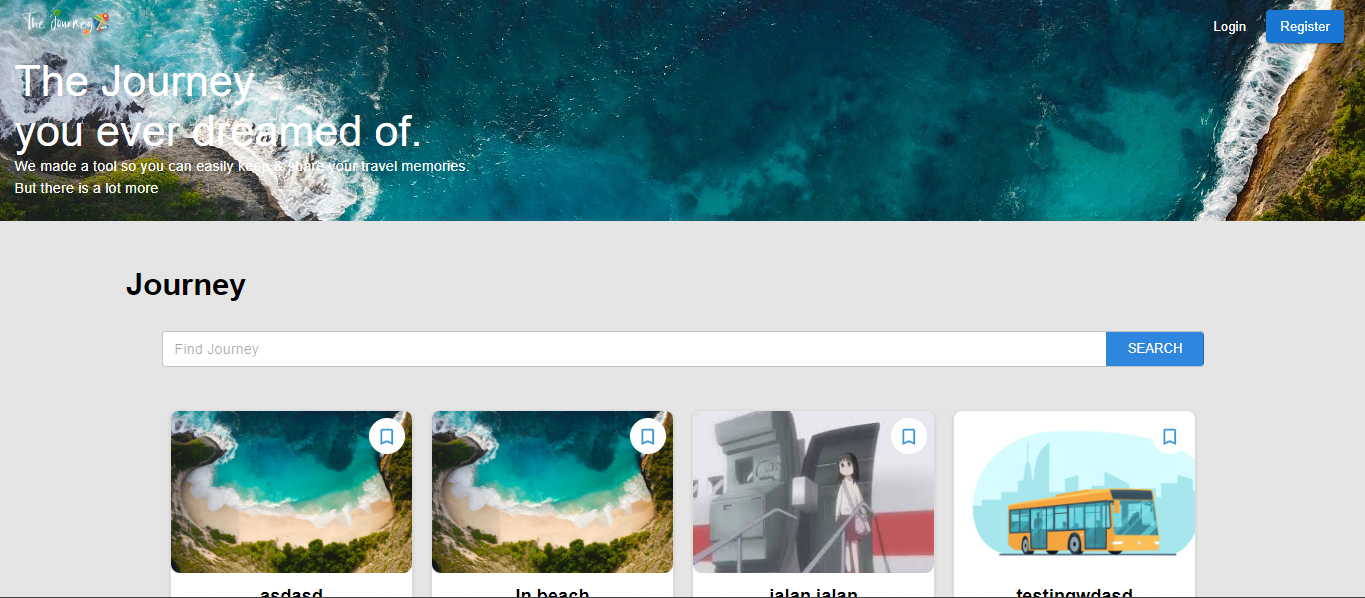 The Journey
Login
Register
The Journey
you ever dreamed of.
We made a tool so you can easily keep & share your travel memories.
But there is a lot more
Journey
Find Journey
SEARCH
asdasd
In beach
jalan jalan
testingwdasd